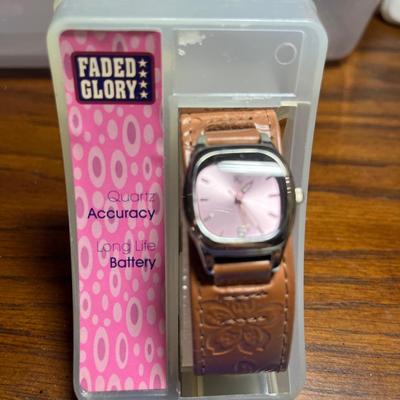 FADED
GLORY
Quartz
Accuracy
Long Life
Battery